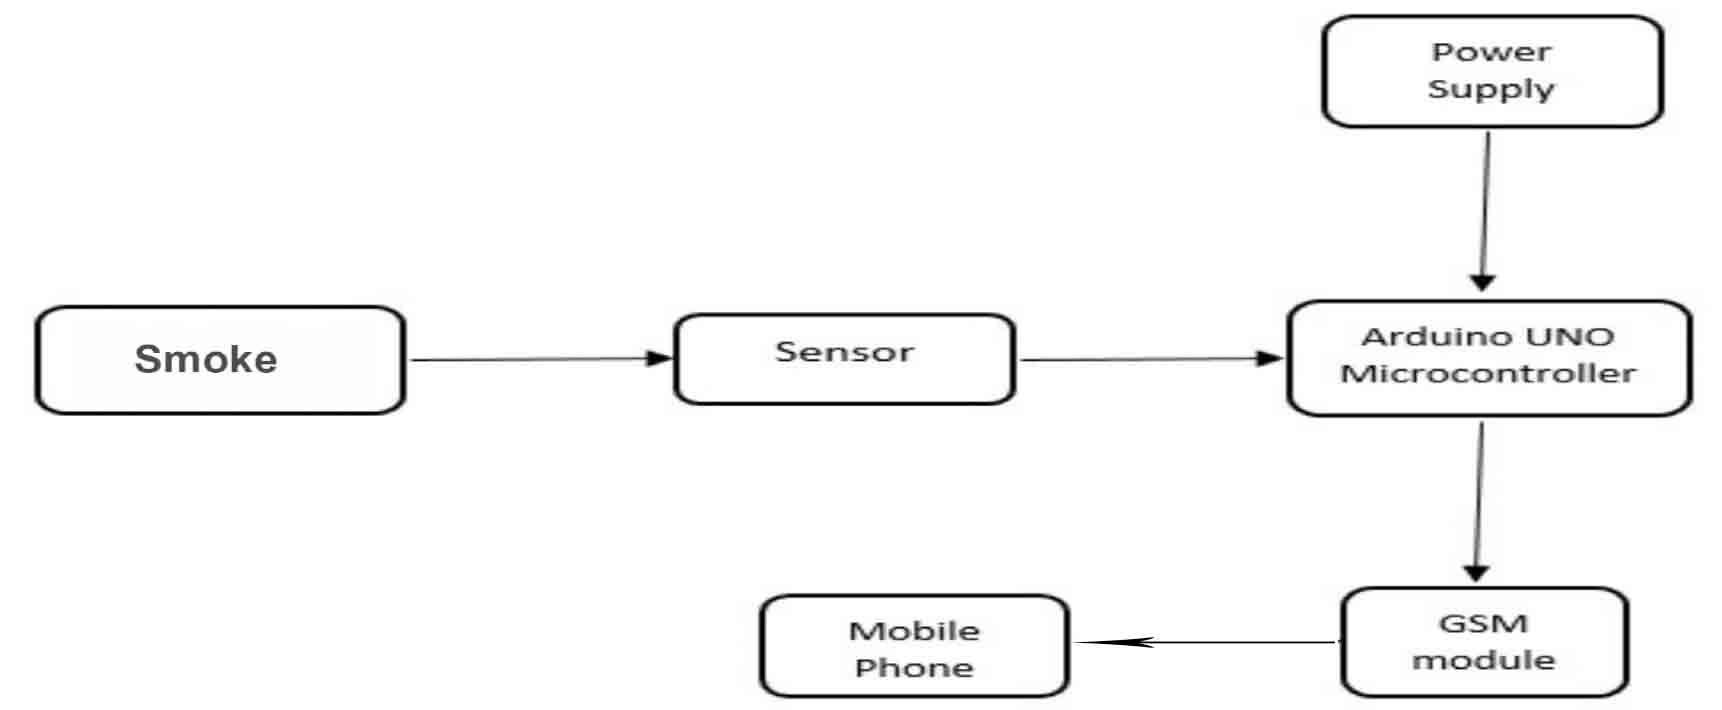 Power
Supply
Smoke
Sensor
Arduino UNO
Microcontroller
Mobile
Phone
GSM
module